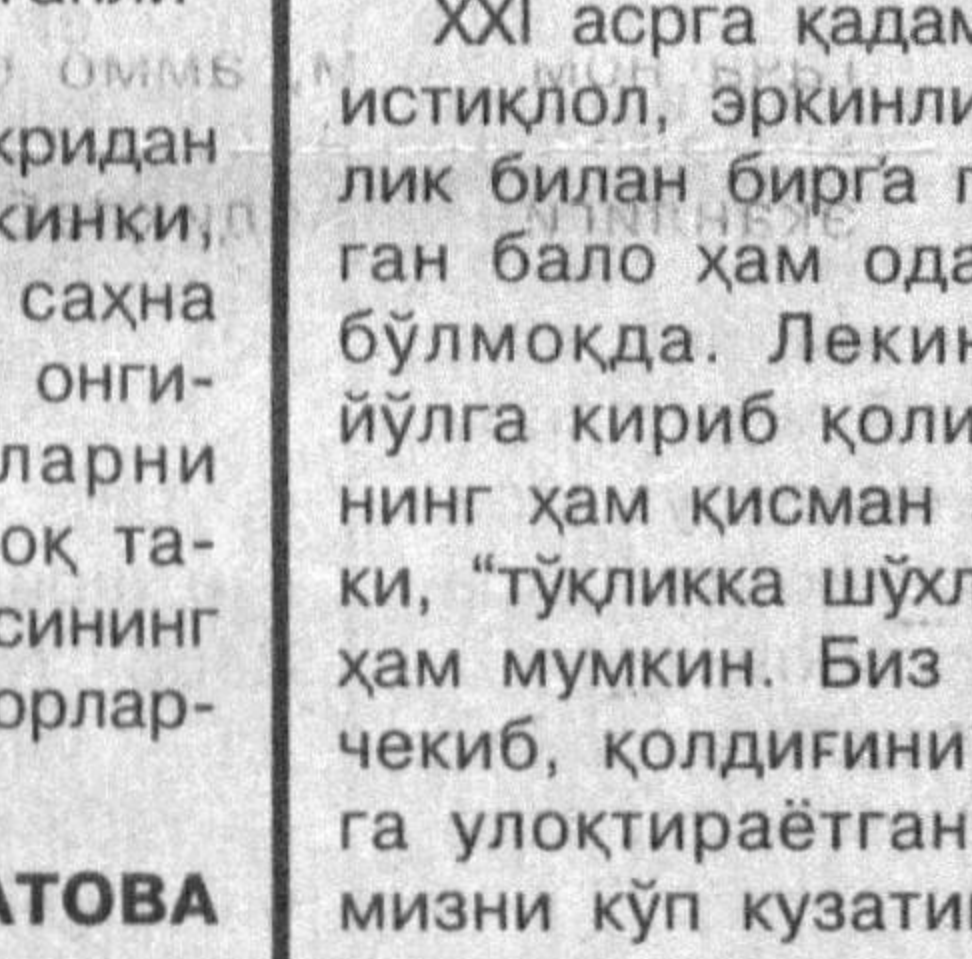 кридан
кинки,
саҳна
онги-
ларни
оқ та-
сининг
орлар-
АТОВА
XXI асрга қадам
истиқлол, эркинли
лик билан бирга
ган бало ҳам ода
бўлмоқда. Лекин
йўлга кириб қоли
нинг ҳам қисман
ки, “тўқликка шўхл
ҳам мумкин. Биз
чекиб, қолдиғини
га улоқтираётган
мизни кўп кузати